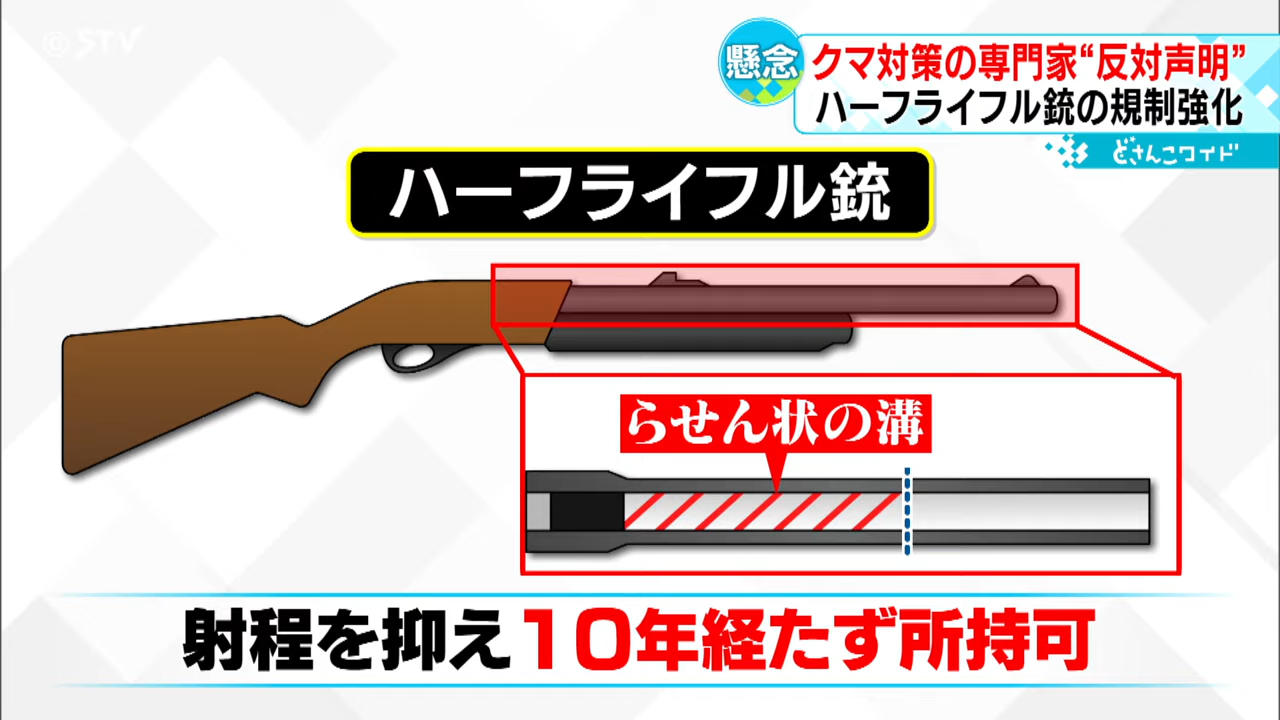 © STV
懸念
クマ対策の専門家“反対声明”
ハーフライフル銃の規制強化
どさんこワイド
ハーフライフル銃
らせん状の溝
射程を抑え10年経たず所持可